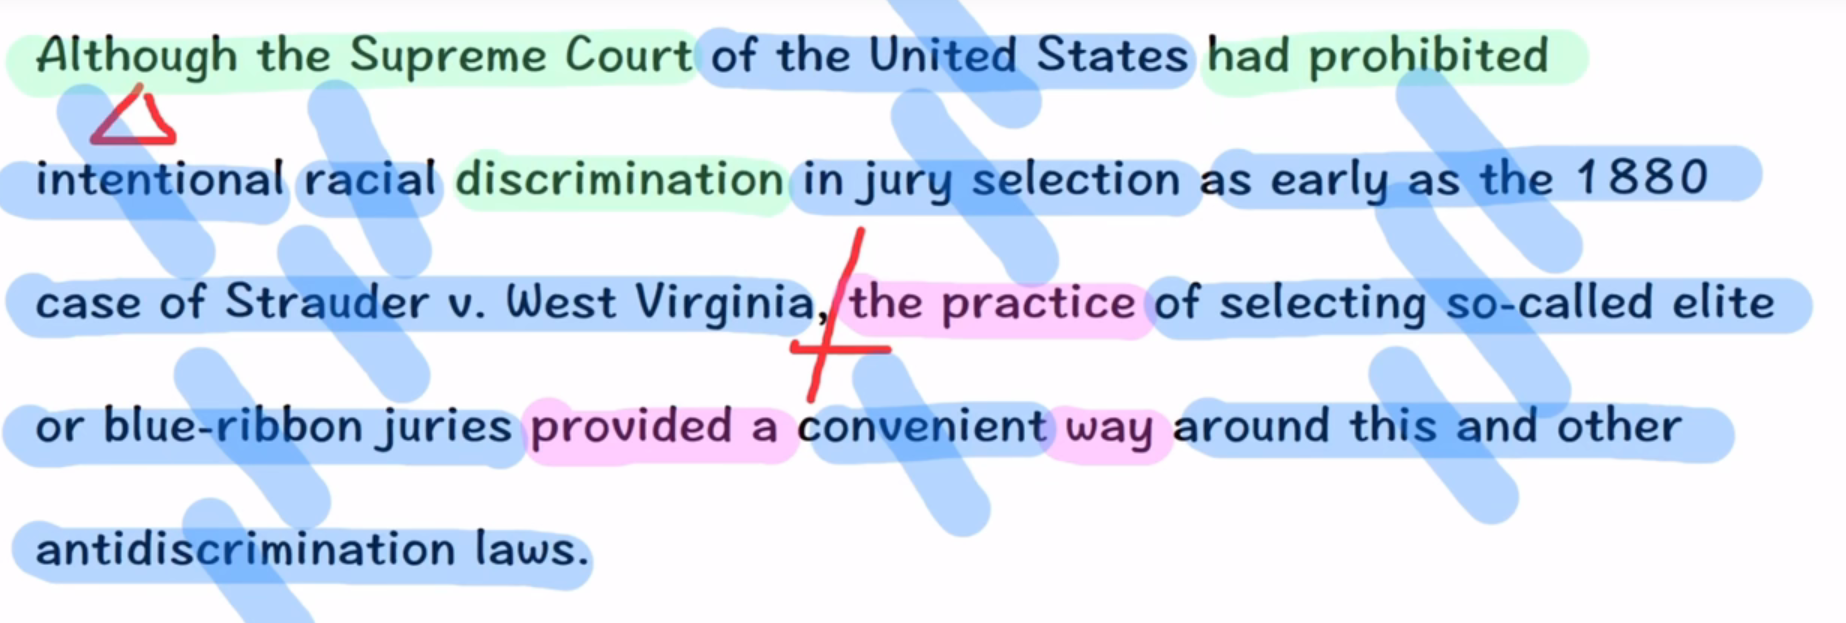 Although the Supreme Court of the United States had prohibited
intentional racial discrimination in jury selection as early as the 1880
case of Strauder v. West Virginia, the practice of selecting so-called elite
or blue-ribbon juries provided a convenient way around this and other
antidiscrimination laws.